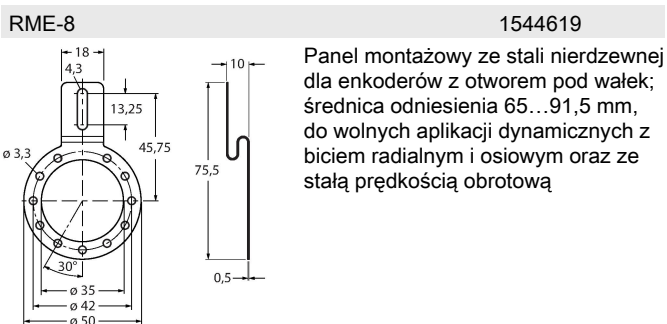 RME-8 1544619
18
4,3
13,25
45,75
ø 3,3
30°
ø 35
ø 42
ø 50
10
75,5
0,5
Panel montażowy ze stali nierdzewnej
dla enkoderów z otworem pod wałek;
średnica odniesienia 65…91,5 mm,
do wolnych aplikacji dynamicznych z
biciem radialnym i osiowym oraz ze
stałą prędkością obrotową